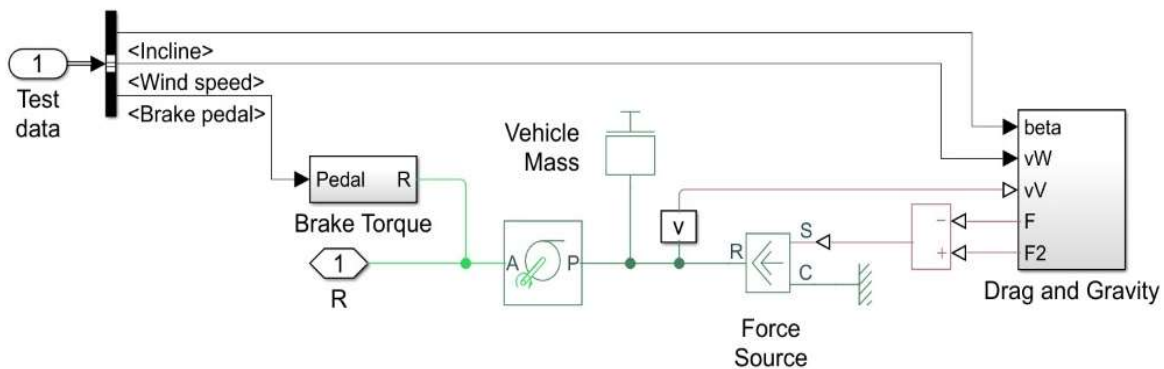 1
Test
data
<Incline>
<Wind speed>
<Brake pedal>
Pedal R
Brake Torque
1
R
Vehicle
Mass
A P
v
R S
C
Force
Source
beta
vW
vV
- F
+ F2
Drag and Gravity